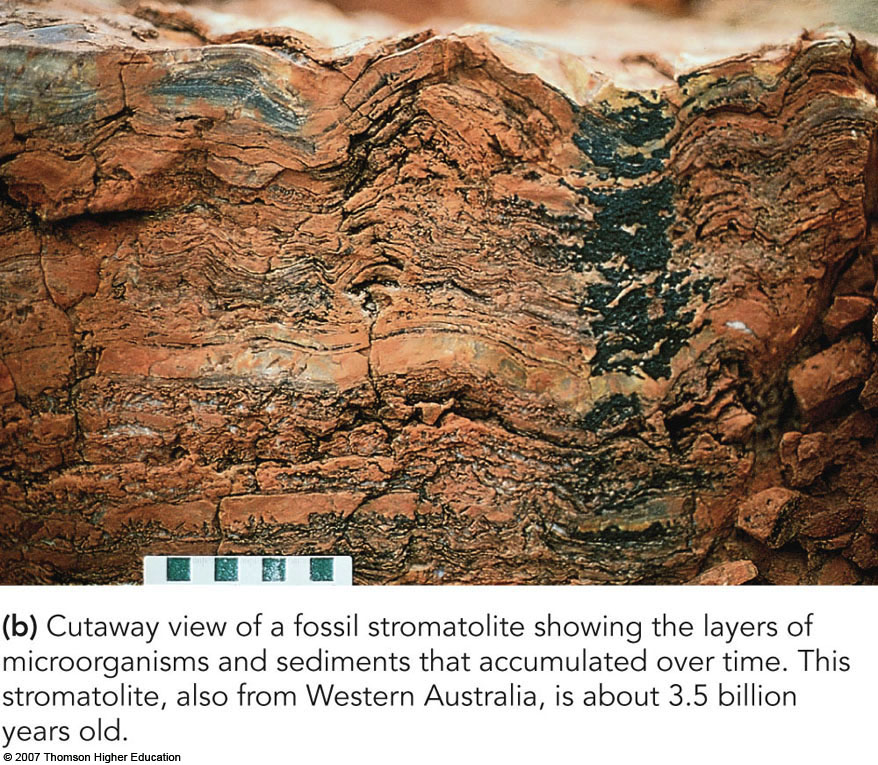 (b) Cutaway view of a fossil stromatolite showing the layers of
microorganisms and sediments that accumulated over time. This
stromatolite, also from Western Australia, is about 3.5 billion
years old.
© 2007 Thomson Higher Education